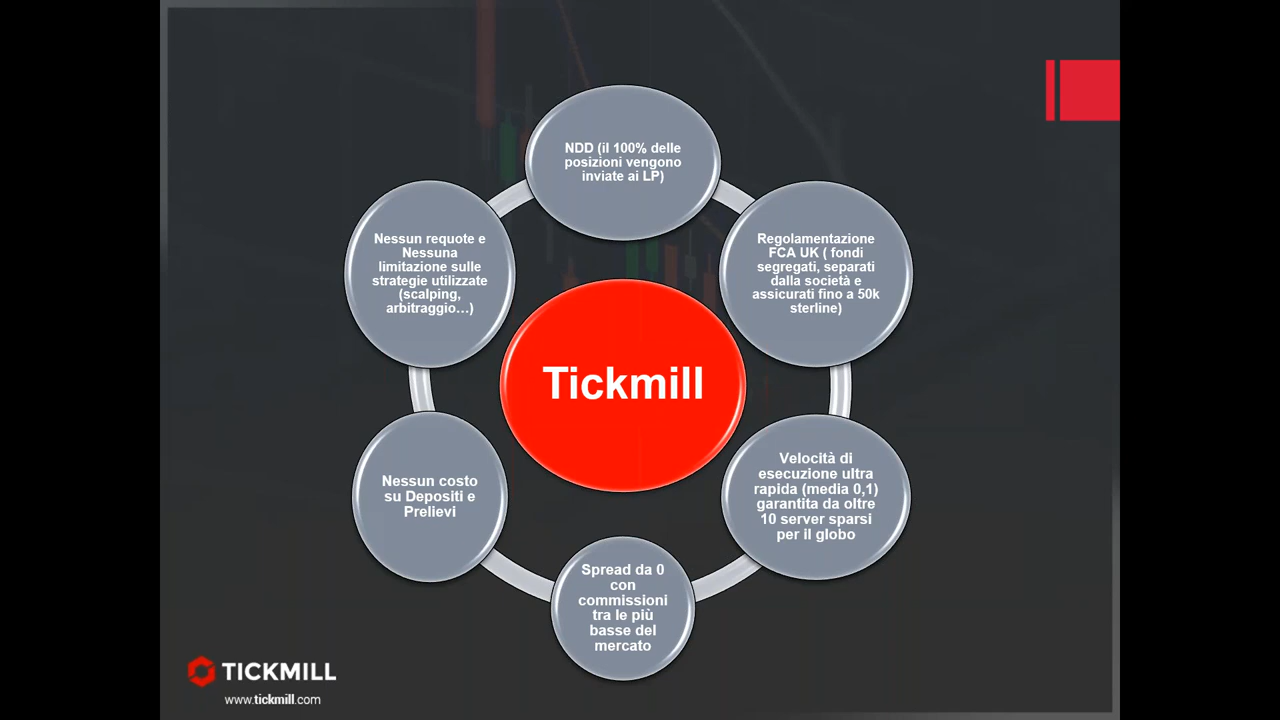 NDD (il 100% delle
posizioni vengono
inviate ai LP)
Regolamentazione
FCA UK ( fondi
segregati, separati
dalla società e
assicurati fino a 50k
sterline)
Velocità di
esecuzione ultra
rapida (media 0,1)
garantita da oltre
10 server sparsi
per il globo
Spread da 0
con
commissioni
tra le più
basse del
mercato
Nessun costo
su Depositi e
Prelievi
Nessun requote e
Nessuna
limitazione sulle
strategie utilizzate
(scalping,
arbitraggio...)
Tickmill
TICKMILL
www.tickmill.com